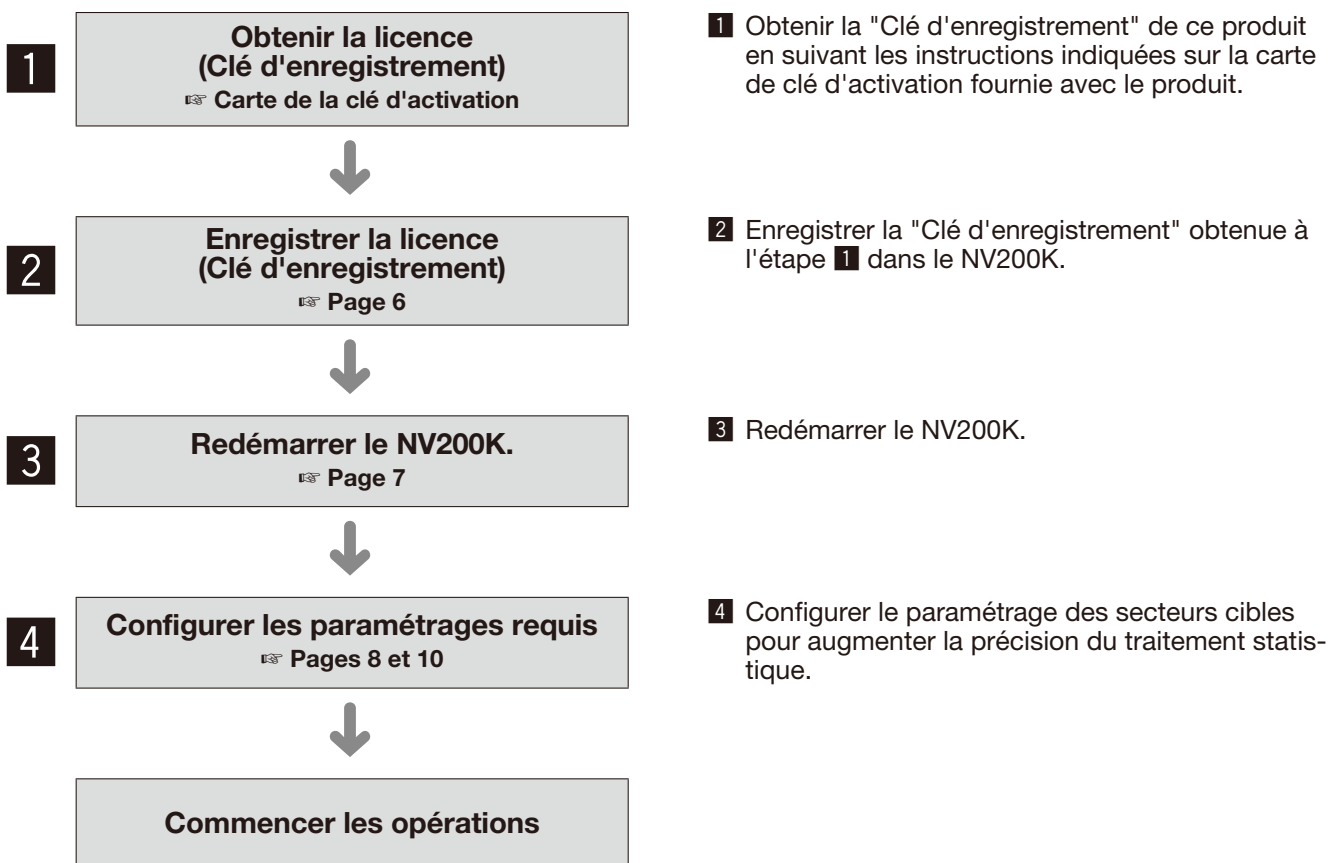 1
Obtenir la licence
(Clé d'enregistrement)
☞ Carte de la clé d'activation
1 Obtenir la "Clé d'enregistrement" de ce produit
en suivant les instructions indiquées sur la carte
de clé d'activation fournie avec le produit.
2
Enregistrer la licence
(Clé d'enregistrement)
☞ Page 6
2 Enregistrer la "Clé d'enregistrement" obtenue à
l'étape 1 dans le NV200K.
3
Redémarrer le NV200K.
☞ Page 7
3 Redémarrer le NV200K.
4
Configurer les paramétrages requis
☞ Pages 8 et 10
4 Configurer le paramétrage des secteurs cibles
pour augmenter la précision du traitement statis-
tique.
Commencer les opérations